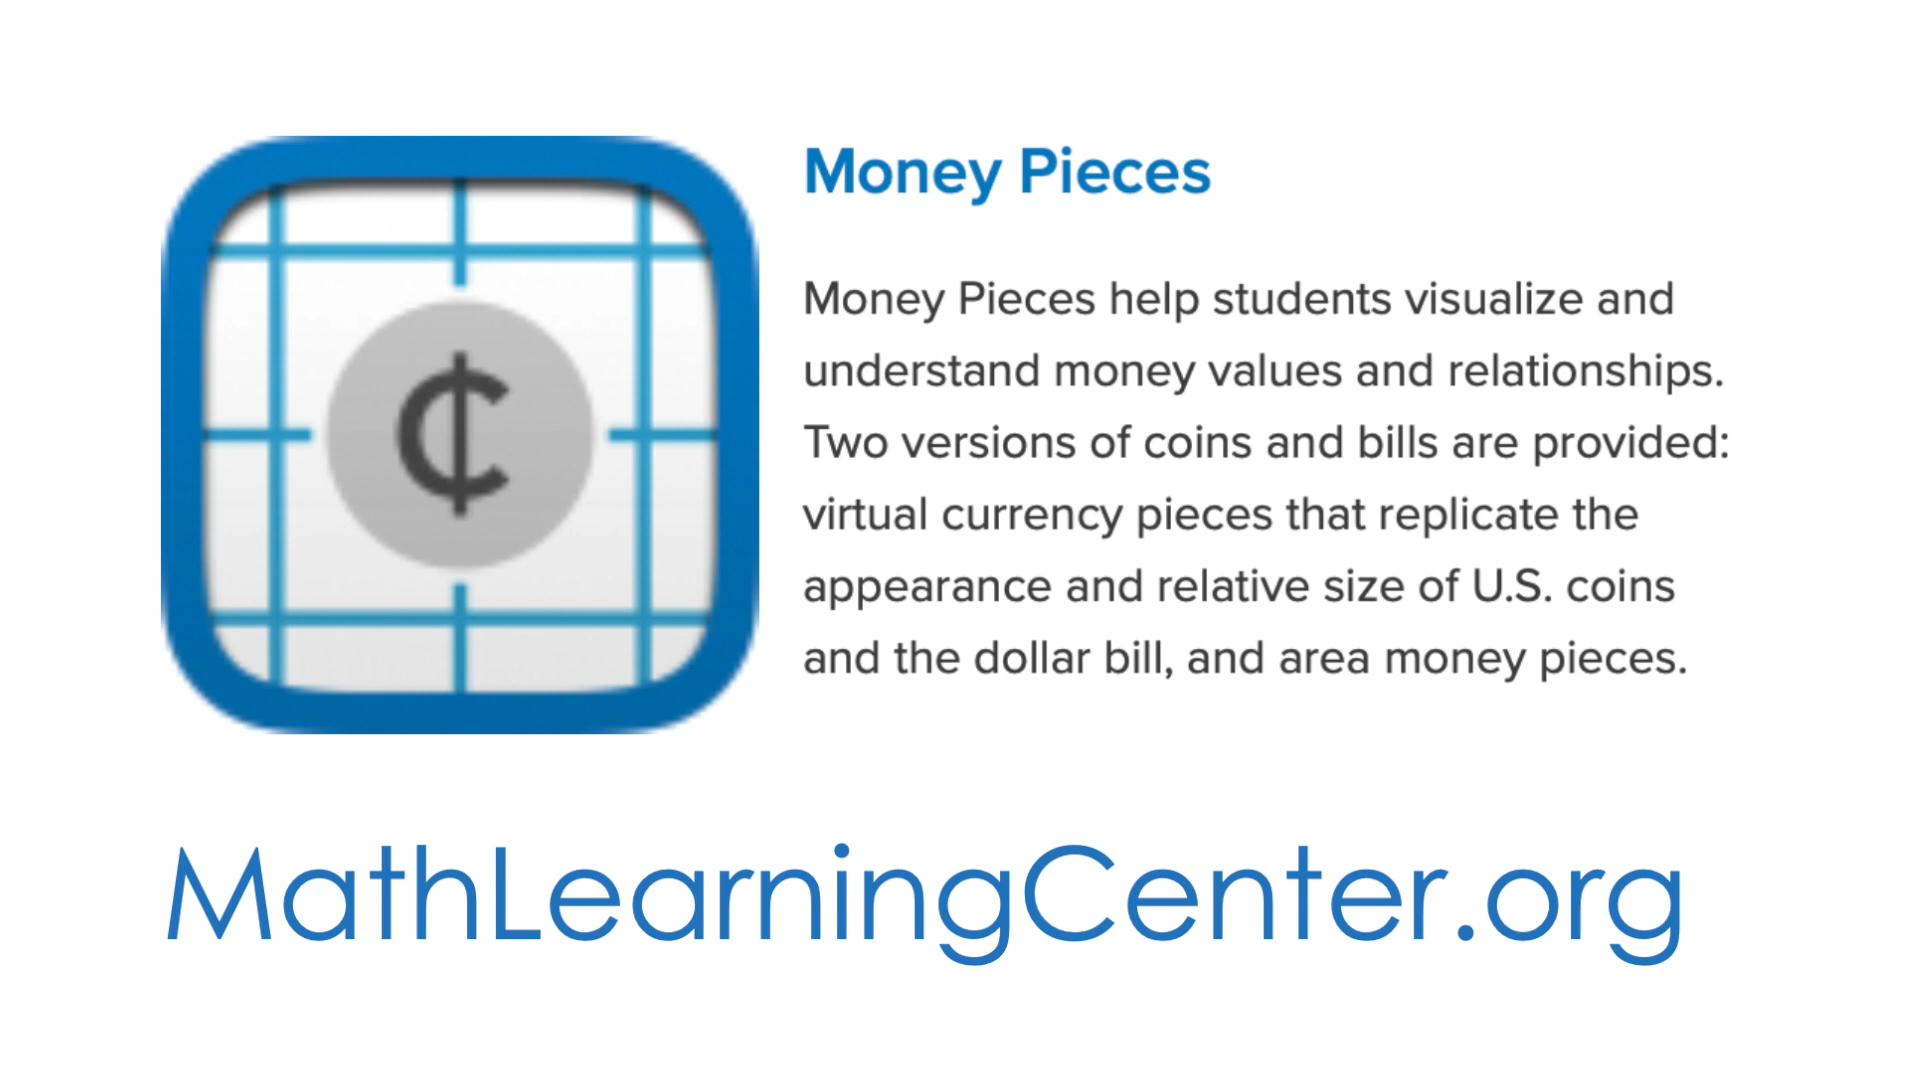 Money Pieces
¢
Money Pieces help students visualize and
understand money values and relationships.
Two versions of coins and bills are provided:
virtual currency pieces that replicate the
appearance and relative size of U.S. coins
and the dollar bill, and area money pieces.
MathLearningCenter.org